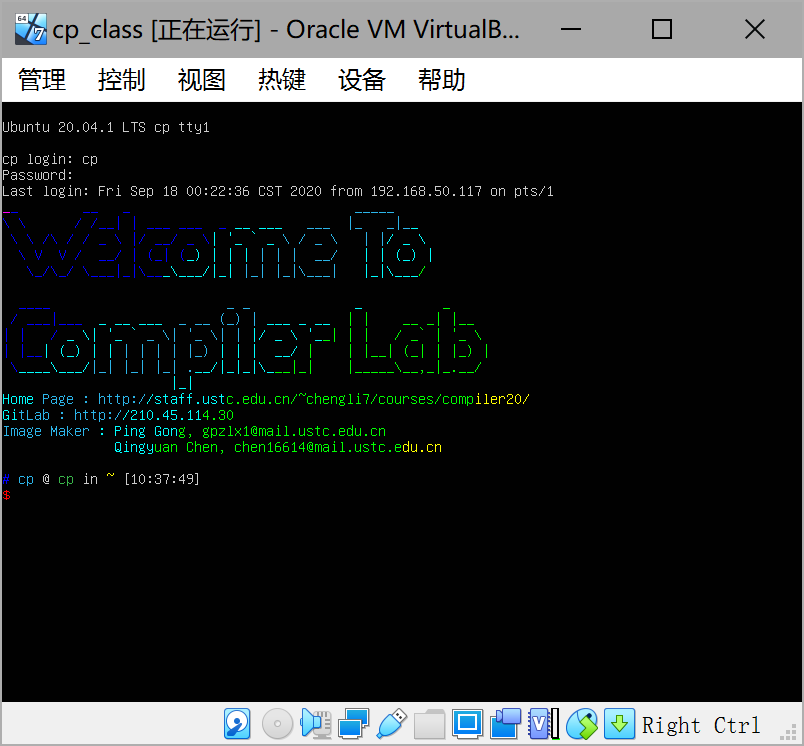 cp_class [正在运行] - Oracle VM VirtualB...
管理 控制 视图 热键 设备 帮助
Ubuntu 20.04.1 LTS cp tty1
cp login: cp
Password:
Last login: Fri Sep 18 00:22:36 CST 2020 from 192.168.50.117 on pts/1
Welcome To
Compiler Lab
Home Page : http://staff.ustc.edu.cn/~chengli7/courses/compiler20/
GitLab : http://210.45.114.30
Image Maker : Ping Gong, gpzlx1@mail.ustc.edu.cn
Qingyuan Chen, chen16614@mail.ustc.edu.cn
# cp @ cp in ~ [10:37:49]
$
Right Ctrl